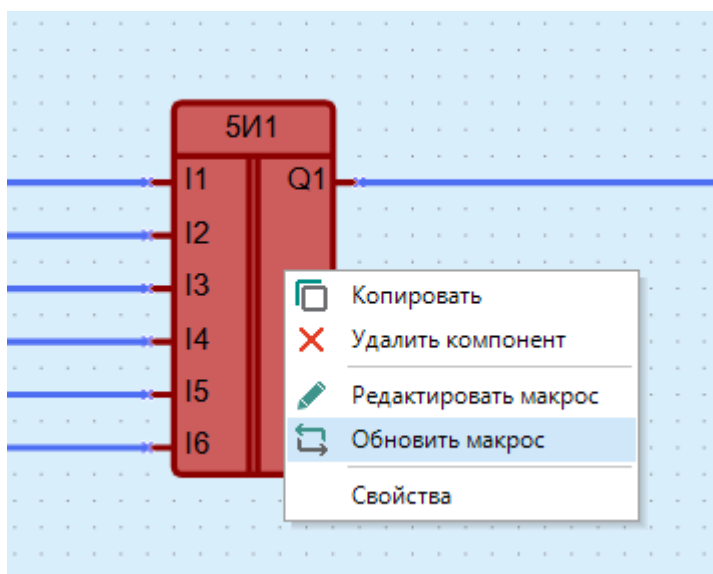 5И1
I1 Q1
I2
I3
I4
I5
I6
Копировать
Удалить компонент
Редактировать макрос
Обновить макрос
Свойства